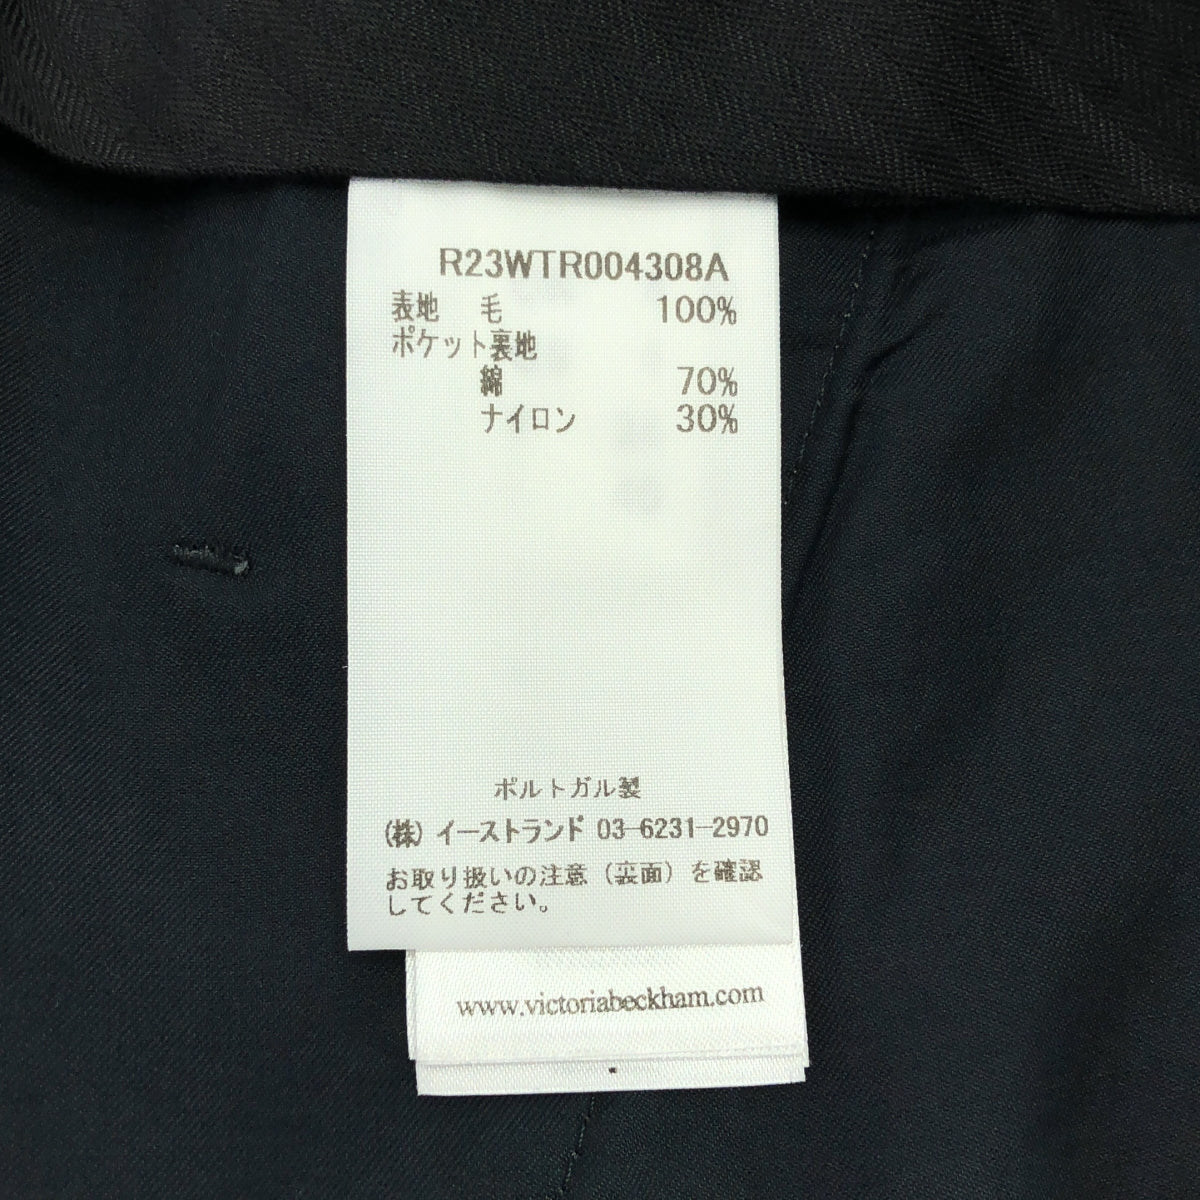 R23WTR004308A
表地 毛 100%
ポケット裏地
綿 70%
ナイロン 30%
ポルトガル製
(株) イーストランド 03-6231-2970
お取り扱いの注意 (裏面) を確認
してください。
www.victoriabeckham.com